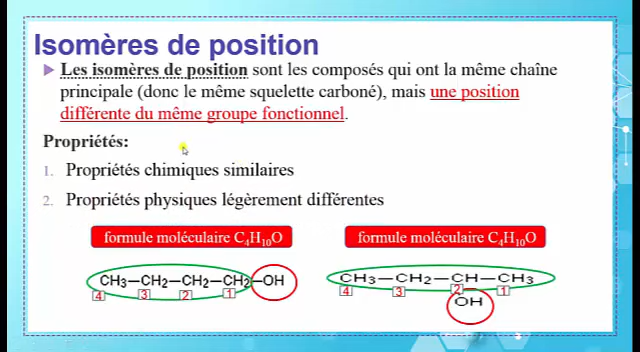 Isomères de position
Les isomères de position sont les composés qui ont la même chaîne
principale (donc le même squelette carboné), mais une position
différente du même groupe fonctionnel.
Propriétés:
1. Propriétés chimiques similaires
2. Propriétés physiques légèrement différentes
formule moléculaire C₄H₁₀O
CH₃—CH₂—CH₂—CH₂—OH
4 3 2 1
formule moléculaire C₄H₁₀O
CH₃—CH₂—CH—CH₃
4 3 2 1
OH